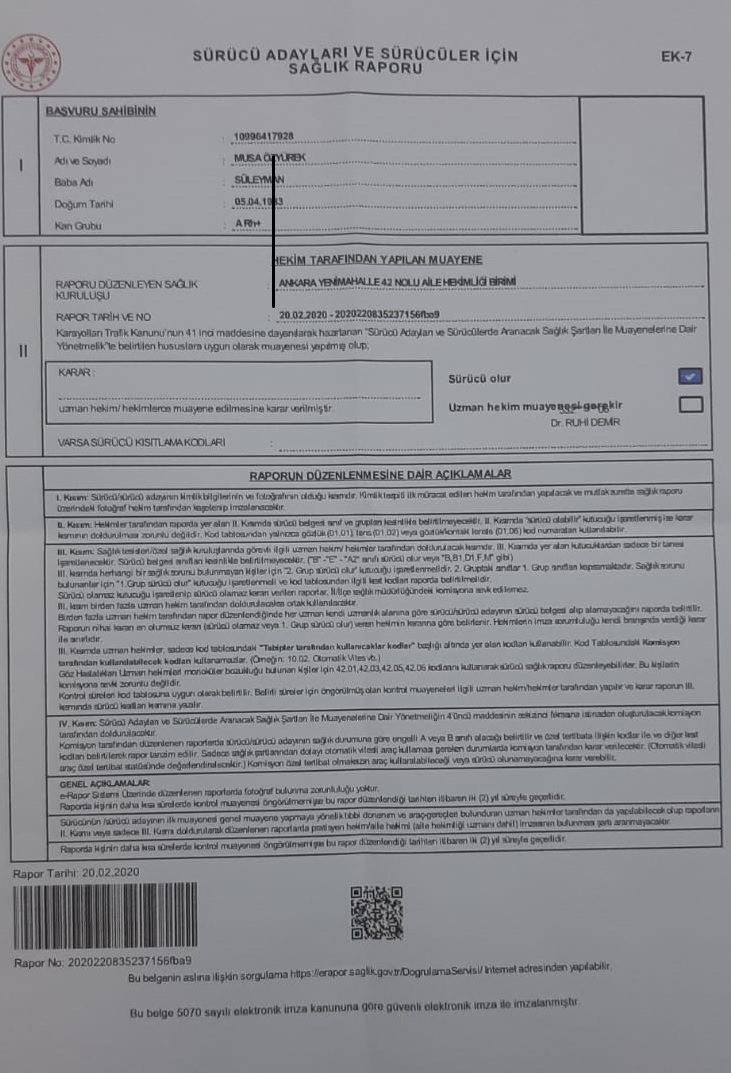 SÜRÜCÜ ADAYLARI VE SÜRÜCÜLER İÇİN
SAĞLIK RAPORU
EK-7
BAŞVURU SAHİBİNİN
I
T.C. Kimlik No : 10996417928
Adı ve Soyadı : MUSA ÖZYÜREK
Baba Adı : SÜLEYMAN
Doğum Tarihi : 05.04.19 3
Kan Grubu : A Rh+
HEKİM TARAFINDAN YAPILAN MUAYENE
II
RAPORU DÜZENLEYEN SAĞLIK
KURULUŞU : ANKARA YENİMAHALLE 42 NOLU AİLE HEKİMLİĞİ BİRİMİ
RAPOR TARİH VE NO : 20.02.2020 - 2020220835237156fba9
Karayolları Trafik Kanunu'nun 41 inci maddesine dayanılarak hazırlanan "Sürücü Adayları ve Sürücülerde Aranacak Sağlık Şartları İle Muayenelerine Dair
Yönetmelik"te belirtilen hususlara uygun olarak muayenesi yapılmış olup;
KARAR :
uzman hekim/ hekimlerce muayene edilmesine karar verilmiştir.
Sürücü olur
Uzman hekim muayenesi gerekir
Dr. RUHİ DEMİR
VARSA SÜRÜCÜ KISITLAMA KODLARI :
RAPORUN DÜZENLENMESİNE DAİR AÇIKLAMALAR
I. Kısım: Sürücü/sürücü adayının kimlik bilgilerinin ve fotoğrafının olduğu kısımdır. Kimlik tespiti ilk müracat edilen hekim tarafından yapılacak ve mutlak surette sağlık raporu
üzerindeki fotoğraf hekim tarafından kaşelenip imzalanacaktır.
II. Kısım: Hekimler tarafından raporda yer alan II. Kısımda sürücü belgesi sınıf ve grupları kesinlikle belirtilmeyecektir. II. Kısımda "sürücü olabilir" kutucuğu işaretlenmiş ise karar
kısmının doldurulması zorunlu değildir. Kod tablosundan yalnızca gözlük (01.01), lens (01.02) veya gözlük/kontak lensle (01.06) kod numaraları kullanılabilir.
III. Kısım: Sağlık tesisleri/özel sağlık kuruluşlarında görevli ilgili uzman hekim/ hekimler tarafından doldurulacak kısımdır. III. Kısımda yer alan kutucuklardan sadece bir tanesi
işaretlenecektir. Sürücü belgesi sınıfları kesinlikle belirtilmeyecektir. ("B" -"E" -"A2" sınıfı sürücü olur veya "B,B1,D1,F,M" gibi)
III. kısımda herhangi bir sağlık sorunu bulunmayan kişiler için "2. Grup sürücü olur" kutucuğu işaretlenmelidir. 2. Gruptaki sınıflar 1. Grup sınıfları kapsamaktadır. Sağlık sorunu
bulunanlar için "1. Grup sürücü olur" kutucuğu işaretlenmeli ve kod tablosundan ilgili kısıt kodları raporda belirtilmelidir.
Sürücü olamaz kutucuğu işaretlenip sürücü olamaz kararı verilen raporlar, İl/ilçe sağlık müdürlüğündeki komisyona sevk edilemez.
III. kısım birden fazla uzman hekim tarafından doldurulacaksa ortak kullanılacaktır.
Birden fazla uzman hekim tarafından rapor düzenlendiğinde her uzman kendi uzmanlık alanına göre sürücü/sürücü adayının sürücü belgesi alıp alamayacağını raporda belirtilir.
Raporun nihai kararı en olumsuz kararı (sürücü olamaz veya 1. Grup sürücü olur) veren hekimin kararına göre belirlenir. Hekimlerin imza sorumluluğu kendi branşında verdiği karar
ile sınırlıdır.
III. Kısımda uzman hekimler, sadece kod tablosundaki "Tabipler tarafından kullanılacaklar kodlar" başlığı altında yer alan kodları kullanabilir. Kod Tablosundaki Komisyon
tarafından kullanılabilecek kodları kullanamazlar. (Örneğin: 10.02. Otomatik Vites vb.)
Göz Hastalıkları Uzman hekimleri monoküler bozukluğu bulunan kişiler için 42.01,42.03,42.05,42.06 kodlarını kullanarak sürücü sağlık raporu düzenleyebilirler. Bu kişilerin
komisyona sevki zorunlu değildir.
Kontrol süreleri kod tablosuna uygun olarak belirtilir. Belirli süreler için öngörülmüş olan kontrol muayeneleri ilgili uzman hekim/hekimler tarafından yapılır ve karar raporun III.
kısmında sürücü kısıtları kısmına yazılır.
IV. Kısım: Sürücü Adayları ve Sürücülerde Aranacak Sağlık Şartları İle Muayenelerine Dair Yönetmeliğin 4'üncü maddesinin sekizinci fıkrasına istinaden oluşturulacak komisyon
tarafından doldurulacaktır.
Komisyon tarafından düzenlenen raporlarda sürücü/sürücü adayının sağlık durumuna göre engelli A veya B sınıfı alacağı belirtilir ve özel tertibata ilişkin kodlar ile ve diğer kısıt
kodları belirtilerek rapor tanzim edilir. Sadece sağlık şartlarından dolayı otomatik vitesli araç kullanması gereken durumlarda komisyon tarafından karar verilecektir. (Otomatik vitesli
araç özel tertibat statüsünde değerlendirilecektir.) Komisyon özel tertibat olmaksızın araç kullanılabileceği veya sürücü olunamayacağına karar verebilir.
GENEL AÇIKLAMALAR:
e-Rapor Sistemi Üzerinde düzenlenen raporlarda fotoğraf bulunma zorunluluğu yoktur.
Raporda kişinin daha kısa sürelerde kontrol muayenesi öngörülmemişse bu rapor düzenlendiği tarihten itibaren iki (2) yıl süreyle geçerlidir.
Sürücünün /sürücü adayının ilk muayenesi genel muayene yapmaya yönelik tıbbi donanım ve araç-gereçleri bulunduran uzman hekimler tarafından da yapılabilecek olup raporların
II. Kısmı veya sadece III. Kısmı doldurularak düzenlenen raporlarda pratisyen hekim/aile hekimi (aile hekimliği uzmanı dahil) imzasının bulunması şartı aranmayacaktır.
Raporda kişinin daha kısa sürelerde kontrol muayenesi öngörülmemişse bu rapor düzenlendiği tarihten itibaren iki (2) yıl süreyle geçerlidir.
Rapor Tarihi: 20.02.2020
Rapor No: 2020220835237156fba9
Bu belgenin aslına ilişkin sorgulama https://erapor.saglik.gov.tr/DogrulamaServisi/ İnternet adresinden yapılabilir.
Bu belge 5070 sayılı elektronik imza kanununa göre güvenli elektronik imza ile imzalanmıştır.